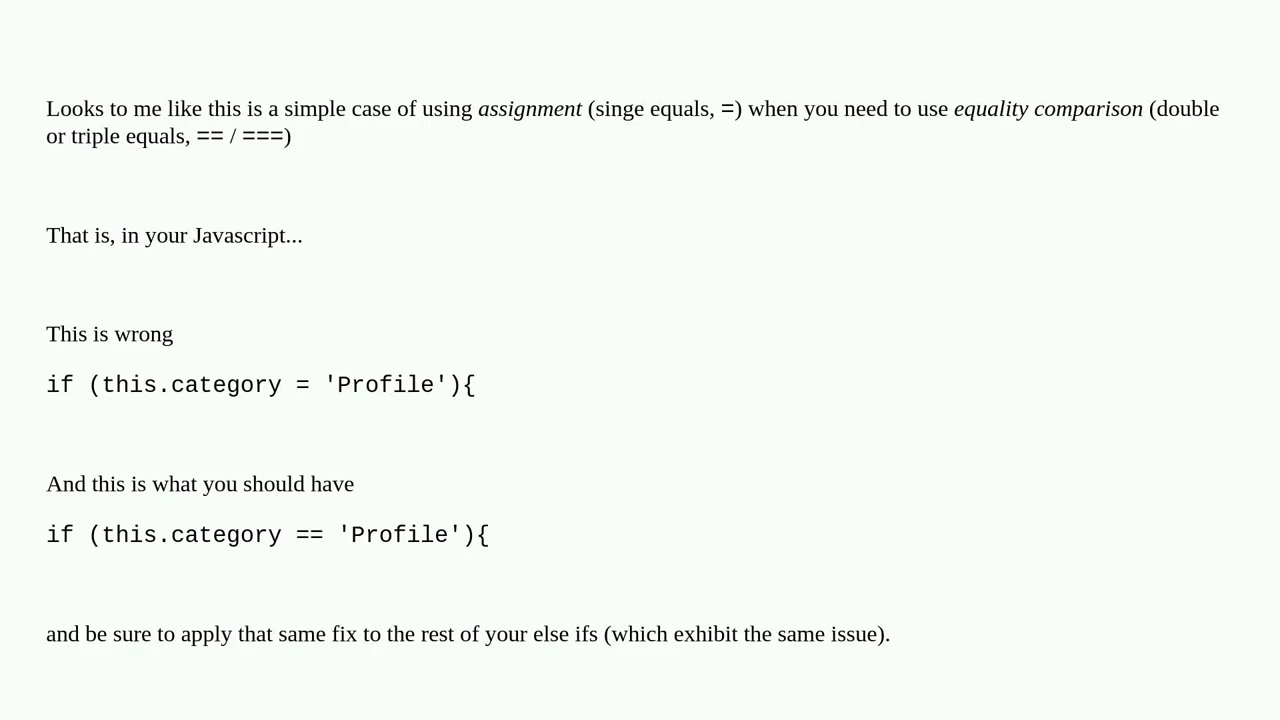 Looks to me like this is a simple case of using assignment (singe equals, =) when you need to use equality comparison (double
or triple equals, == / ===)
That is, in your Javascript...
This is wrong
if (this.category = 'Profile'){
And this is what you should have
if (this.category == 'Profile'){
and be sure to apply that same fix to the rest of your else ifs (which exhibit the same issue).